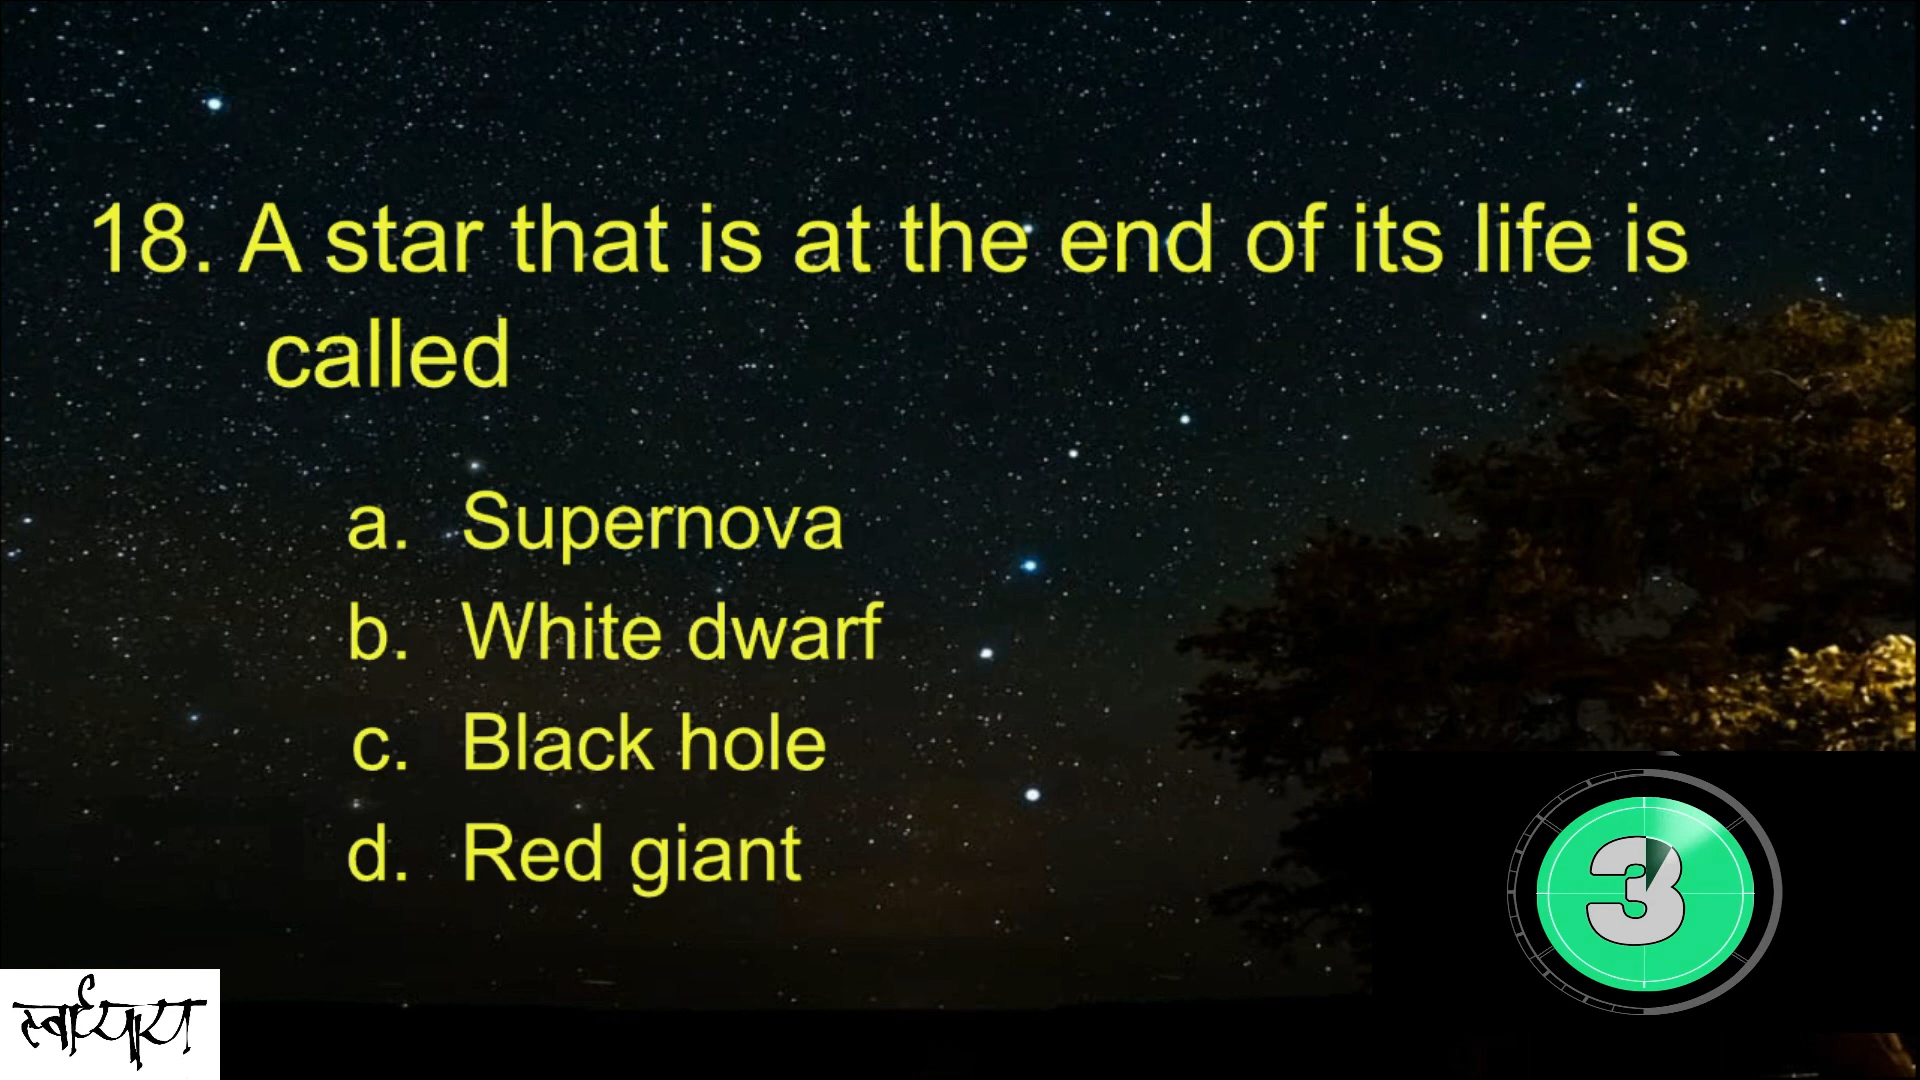 18. A star that is at the end of its life is
called
a. Supernova
b. White dwarf
c. Black hole
d. Red giant
3
स्वाध्याय